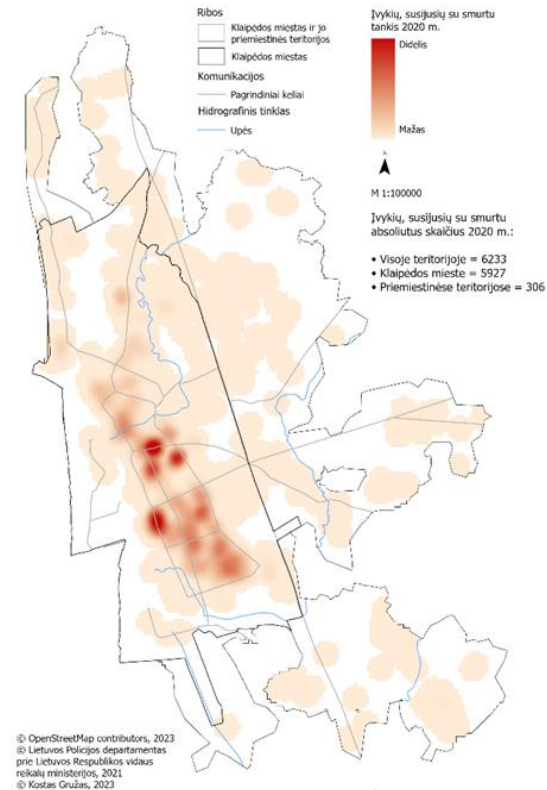 Ribos
Klaipėdos miestas ir jo
priemiestinės teritorijos
Klaipėdos miestas
Komunikacijos
Pagrindiniai keliai
Hidrografinis tinklas
Upės
Įvykių, susijusių su smurtu
tankis 2020 m.
Didelis
Mažas
M 1:100000
Įvykių, susijusių su smurtu
absoliutus skaičius 2020 m.:
• Visoje teritorijoje = 6233
• Klaipėdos mieste = 5927
• Priemiestinėse teritorijose = 306
© OpenStreetMap contributors, 2023
© Lietuvos Policijos departamentas
prie Lietuvos Respublikos vidaus
reikalų ministerijos, 2021
© Kostas Gružas, 2023